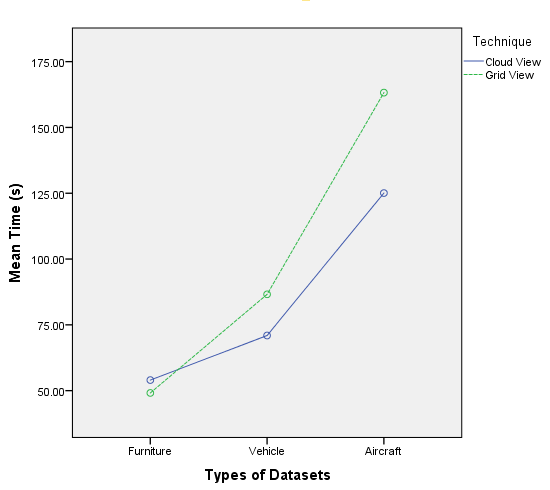 Technique
Cloud View
Grid View
Mean Time (s)
175.00
150.00
125.00
100.00
75.00
50.00
Furniture
Vehicle
Aircraft
Types of Datasets